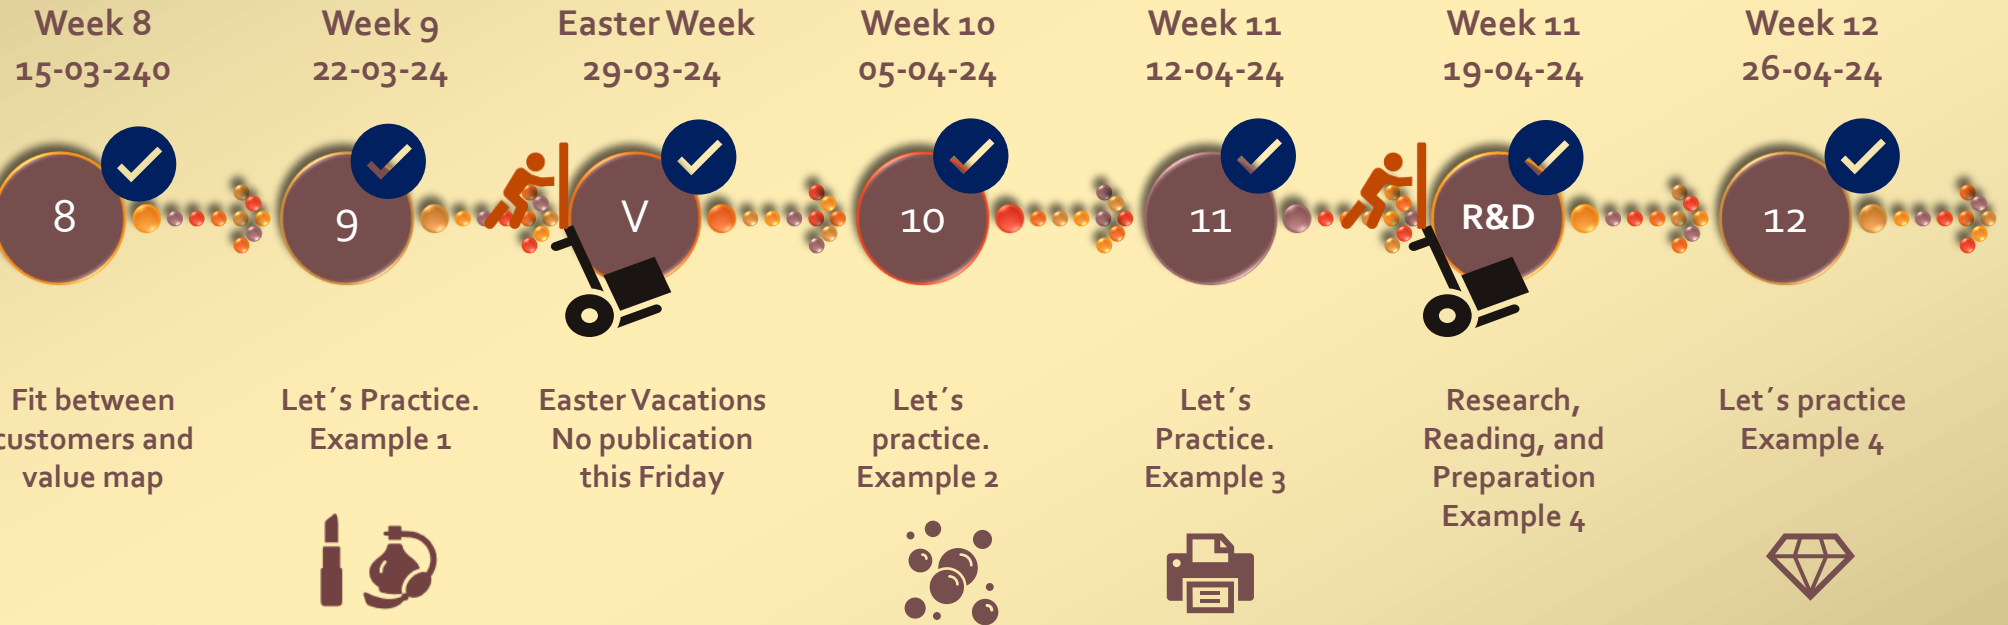 Week 8
15-03-240
Week 9
22-03-24
Easter Week
29-03-24
Week 10
05-04-24
Week 11
12-04-24
Week 11
19-04-24
Week 12
26-04-24
8
9
V
10
11
R&D
12
Fit between
customers and
value map
Let´s Practice.
Example 1
Easter Vacations
No publication
this Friday
Let´s
practice.
Example 2
Let´s
Practice.
Example 3
Research,
Reading, and
Preparation
Example 4
Let´s practice
Example 4